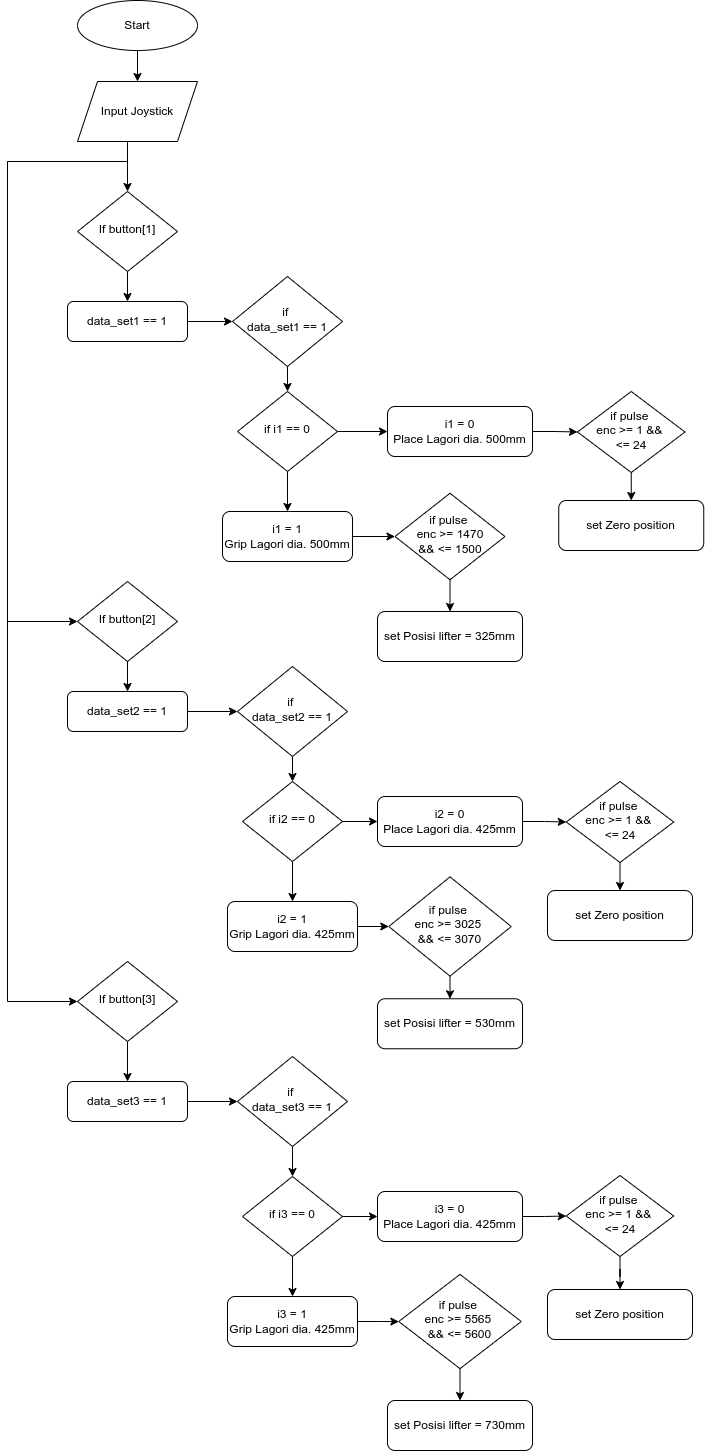 Start
Input Joystick
If button[1]
data_set1 == 1
if
data_set1 == 1
if i1 == 0
i1 = 0
Place Lagori dia. 500mm
if pulse
enc >= 1 &&
<= 24
set Zero position
i1 = 1
Grip Lagori dia. 500mm
if pulse
enc >= 1470
&& <= 1500
set Posisi lifter = 325mm
If button[2]
data_set2 == 1
if
data_set2 == 1
if i2 == 0
i2 = 0
Place Lagori dia. 425mm
if pulse
enc >= 1 &&
<= 24
set Zero position
i2 = 1
Grip Lagori dia. 425mm
if pulse
enc >= 3025
&& <= 3070
set Posisi lifter = 530mm
If button[3]
data_set3 == 1
if
data_set3 == 1
if i3 == 0
i3 = 0
Place Lagori dia. 425mm
if pulse
enc >= 1 &&
<= 24
set Zero position
i3 = 1
Grip Lagori dia. 425mm
if pulse
enc >= 5565
&& <= 5600
set Posisi lifter = 730mm